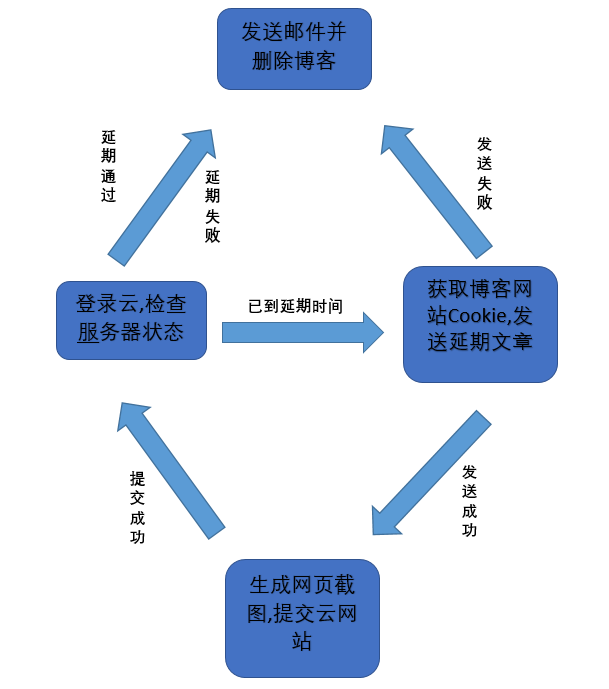 发送邮件并
删除博客
延期通过
延期失败
发送失败
登录云,检查
服务器状态
已到延期时间
获取博客网
站Cookie,发
送延期文章
提交成功
发送成功
生成网页截
图,提交云网
站